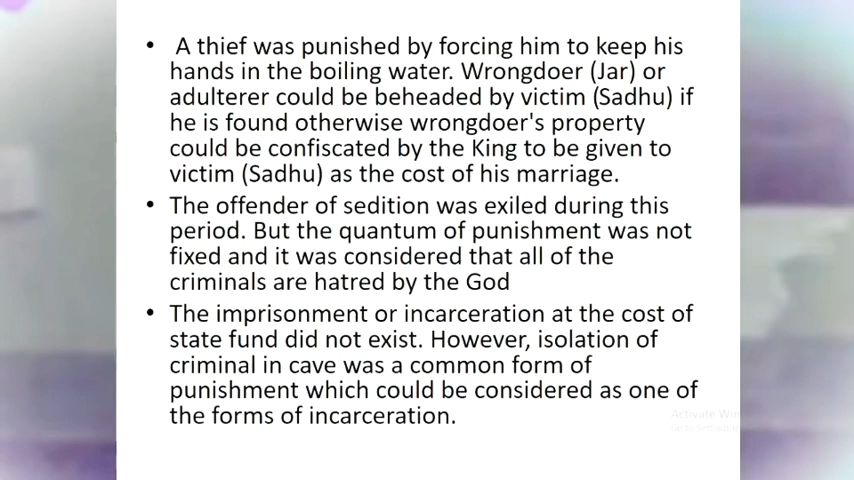 • A thief was punished by forcing him to keep his
hands in the boiling water. Wrongdoer (Jar) or
adulterer could be beheaded by victim (Sadhu) if
he is found otherwise wrongdoer's property
could be confiscated by the King to be given to
victim (Sadhu) as the cost of his marriage.
• The offender of sedition was exiled during this
period. But the quantum of punishment was not
fixed and it was considered that all of the
criminals are hatred by the God
• The imprisonment or incarceration at the cost of
state fund did not exist. However, isolation of
criminal in cave was a common form of
punishment which could be considered as one of
the forms of incarceration.
Activate Win
Go to Settings to